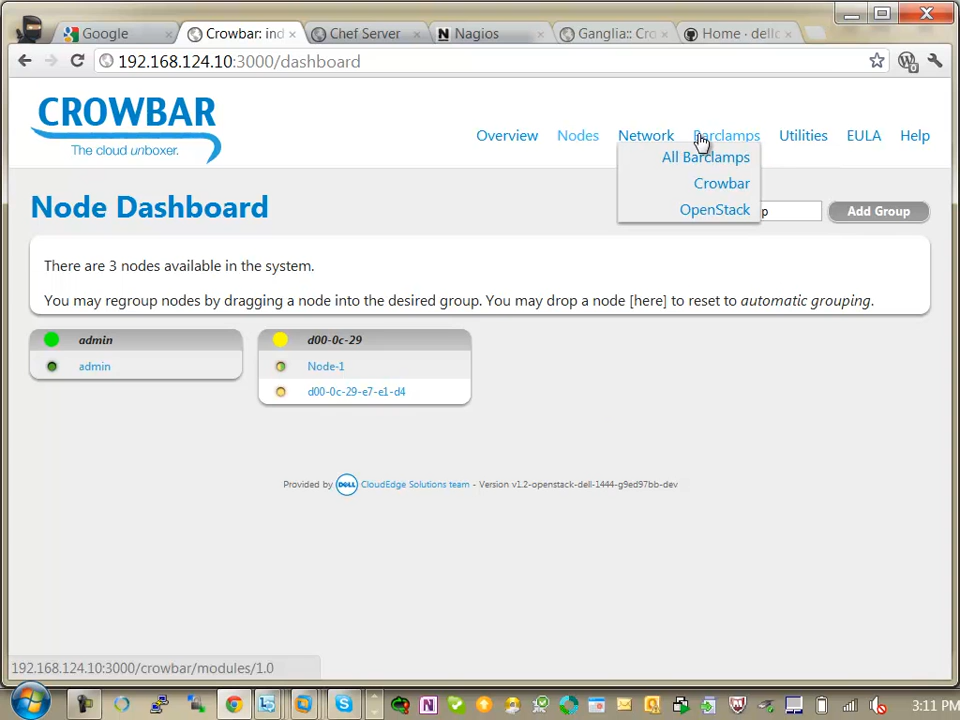 Google
Crowbar: ind
Chef Server
Nagios
Ganglia:: Cro
Home · dellc
192.168.124.10:3000/dashboard
CROWBAR
The cloud unboxer.
Overview
Nodes
Network
Barclamps
Utilities
EULA
Help
All Barclamps
Crowbar
OpenStack
Node Dashboard
p
Add Group
There are 3 nodes available in the system.
You may regroup nodes by dragging a node into the desired group. You may drop a node [here] to reset to automatic grouping.
admin
admin
d00-0c-29
Node-1
d00-0c-29-e7-e1-d4
Provided by DELL CloudEdge Solutions team - Version v1.2-openstack-dell-1444-g9ed97bb-dev
192.168.124.10:3000/crowbar/modules/1.0
3:11 PM